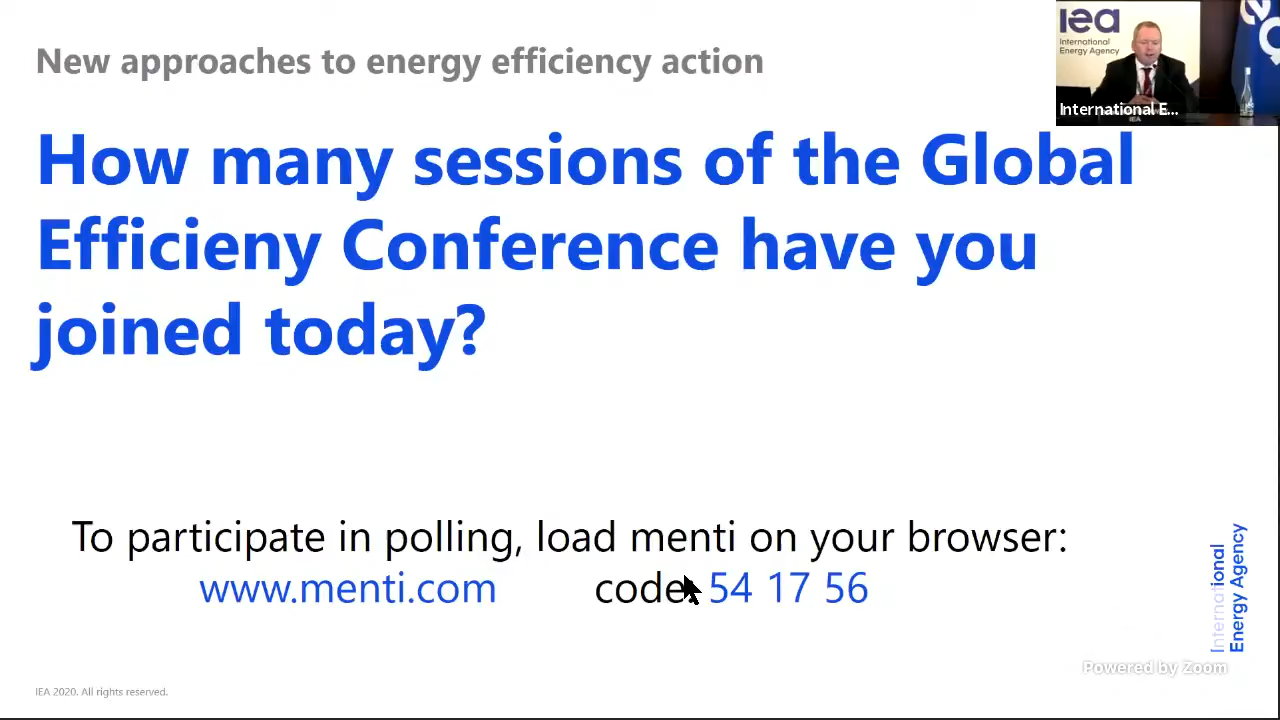 New approaches to energy efficiency action
iea
International
Energy Agency
International E...
IEA
How many sessions of the Global
Efficieny Conference have you
joined today?
To participate in polling, load menti on your browser:
www.menti.com code: 54 17 56
International
Energy Agency
Powered by Zoom
IEA 2020. All rights reserved.